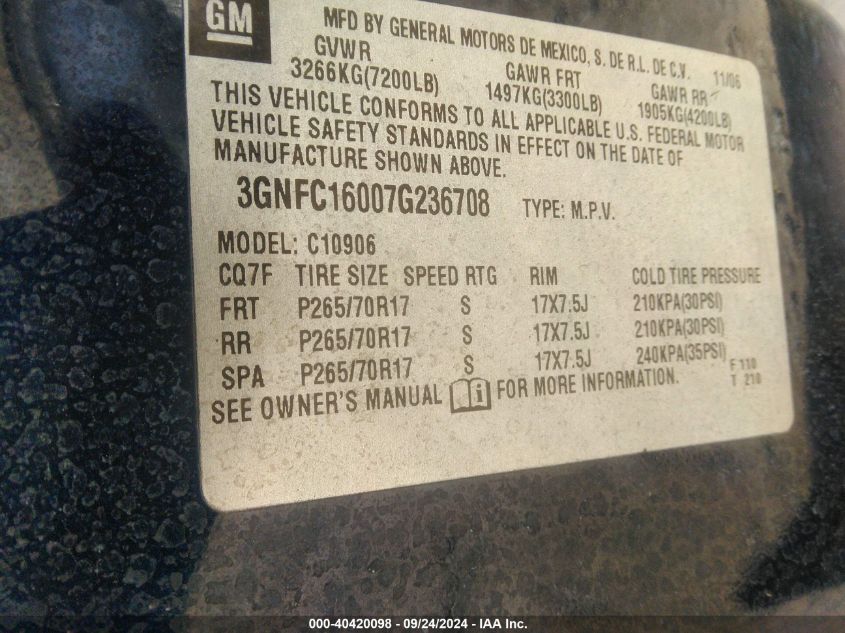 GM
MFD BY GENERAL MOTORS DE MEXICO, S. DE R.L. DE C.V. 11/06
GVWR GAWR FRT GAWR RR
3266KG(7200LB) 1497KG(3300LB) 1905KG(4200LB)
THIS VEHICLE CONFORMS TO ALL APPLICABLE U.S. FEDERAL MOTOR
VEHICLE SAFETY STANDARDS IN EFFECT ON THE DATE OF
MANUFACTURE SHOWN ABOVE.
3GNFC16007G236708 TYPE: M.P.V.
MODEL: C10906
CQ7F TIRE SIZE SPEED RTG RIM COLD TIRE PRESSURE
FRT P265/70R17 S 17X7.5J 210KPA(30PSI)
RR P265/70R17 S 17X7.5J 210KPA(30PSI)
SPA P265/70R17 S 17X7.5J 240KPA(35PSI)
SEE OWNER'S MANUAL i FOR MORE INFORMATION.
F 110
T 210
000-40420098 - 09/24/2024 - IAA Inc.